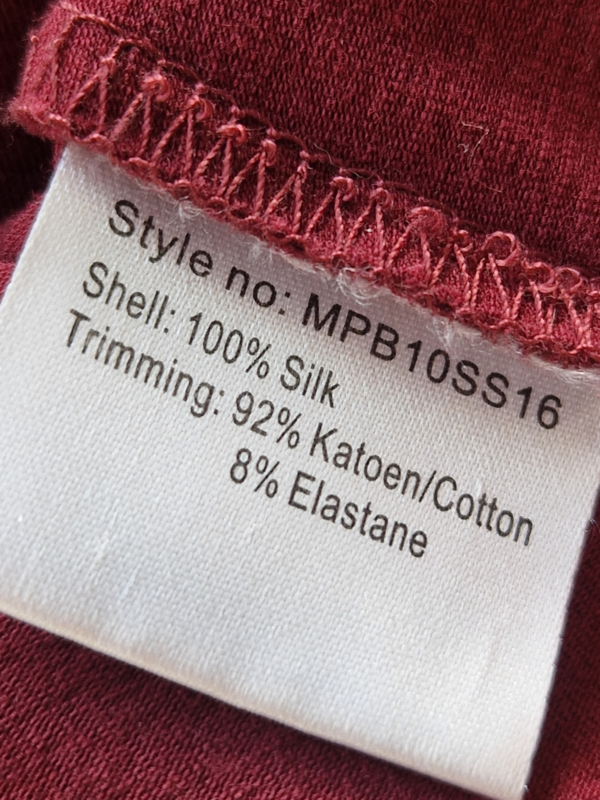 Style no: MPB10SS16
Shell: 100% Silk
Trimming: 92% Katoen/Cotton
8% Elastane